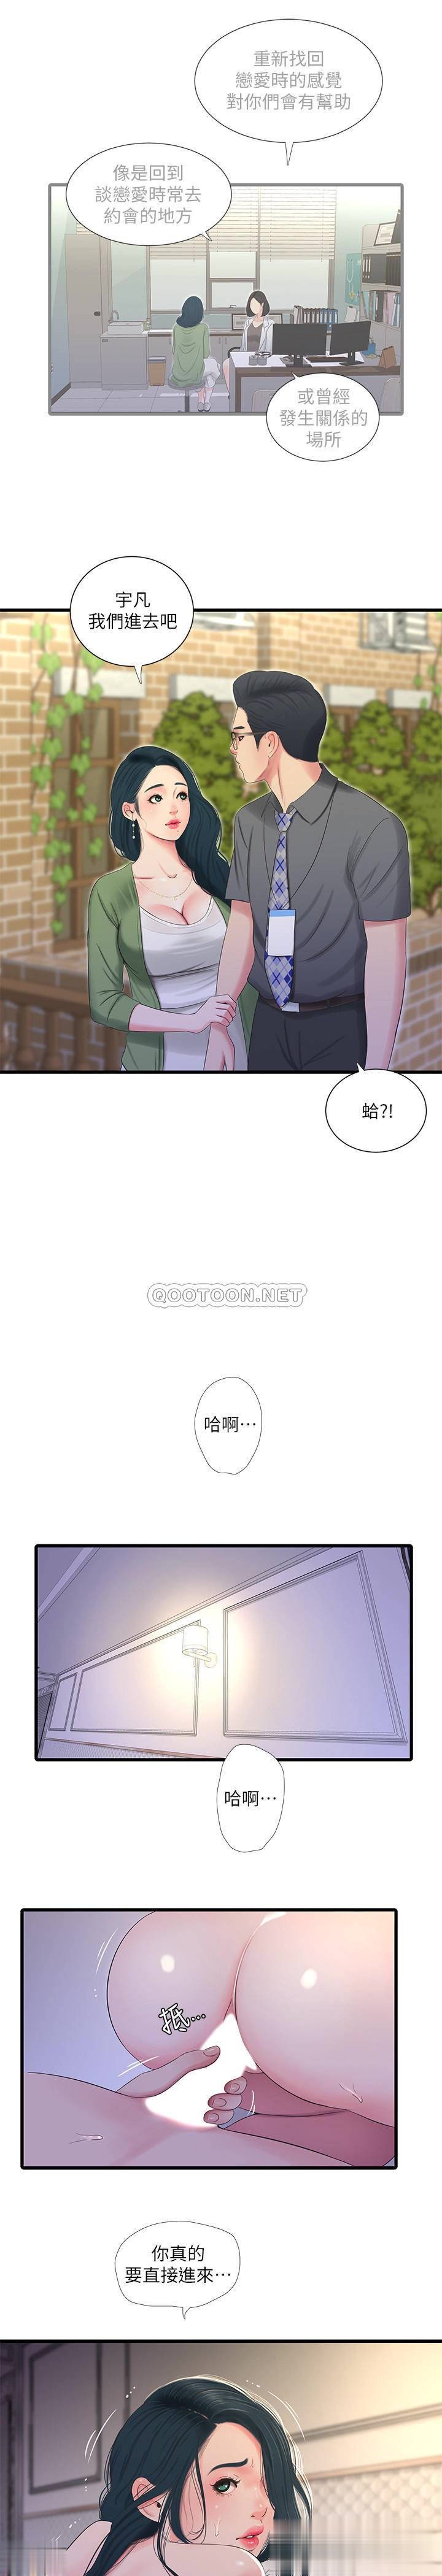 重新找回
戀愛時的感覺
對你們會有幫助
像是回到
談戀愛時常去
約會的地方
或曾經
發生關係的
場所
宇凡
我們進去吧
蛤?!
QOOTOON.NET
哈啊…
哈啊…
抵…
你真的
要直接進來…